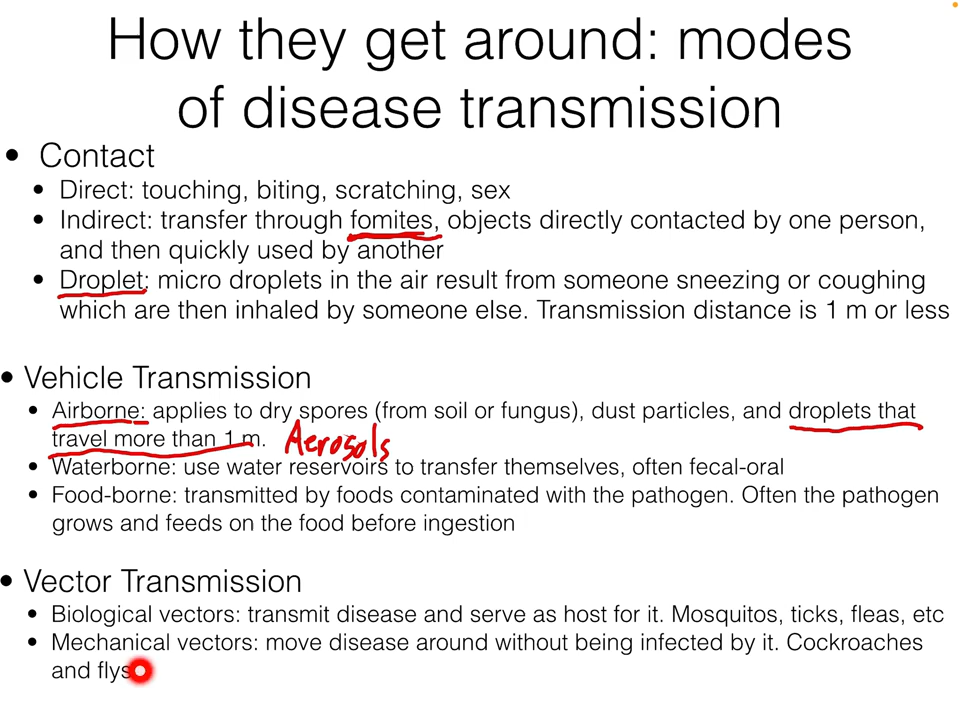 How they get around: modes
of disease transmission
• Contact
• Direct: touching, biting, scratching, sex
• Indirect: transfer through fomites, objects directly contacted by one person,
and then quickly used by another
• Droplet: micro droplets in the air result from someone sneezing or coughing
which are then inhaled by someone else. Transmission distance is 1 m or less
• Vehicle Transmission
• Airborne: applies to dry spores (from soil or fungus), dust particles, and droplets that
travel more than 1 m. Aerosols
• Waterborne: use water reservoirs to transfer themselves, often fecal-oral
• Food-borne: transmitted by foods contaminated with the pathogen. Often the pathogen
grows and feeds on the food before ingestion
• Vector Transmission
• Biological vectors: transmit disease and serve as host for it. Mosquitos, ticks, fleas, etc
• Mechanical vectors: move disease around without being infected by it. Cockroaches
and flys